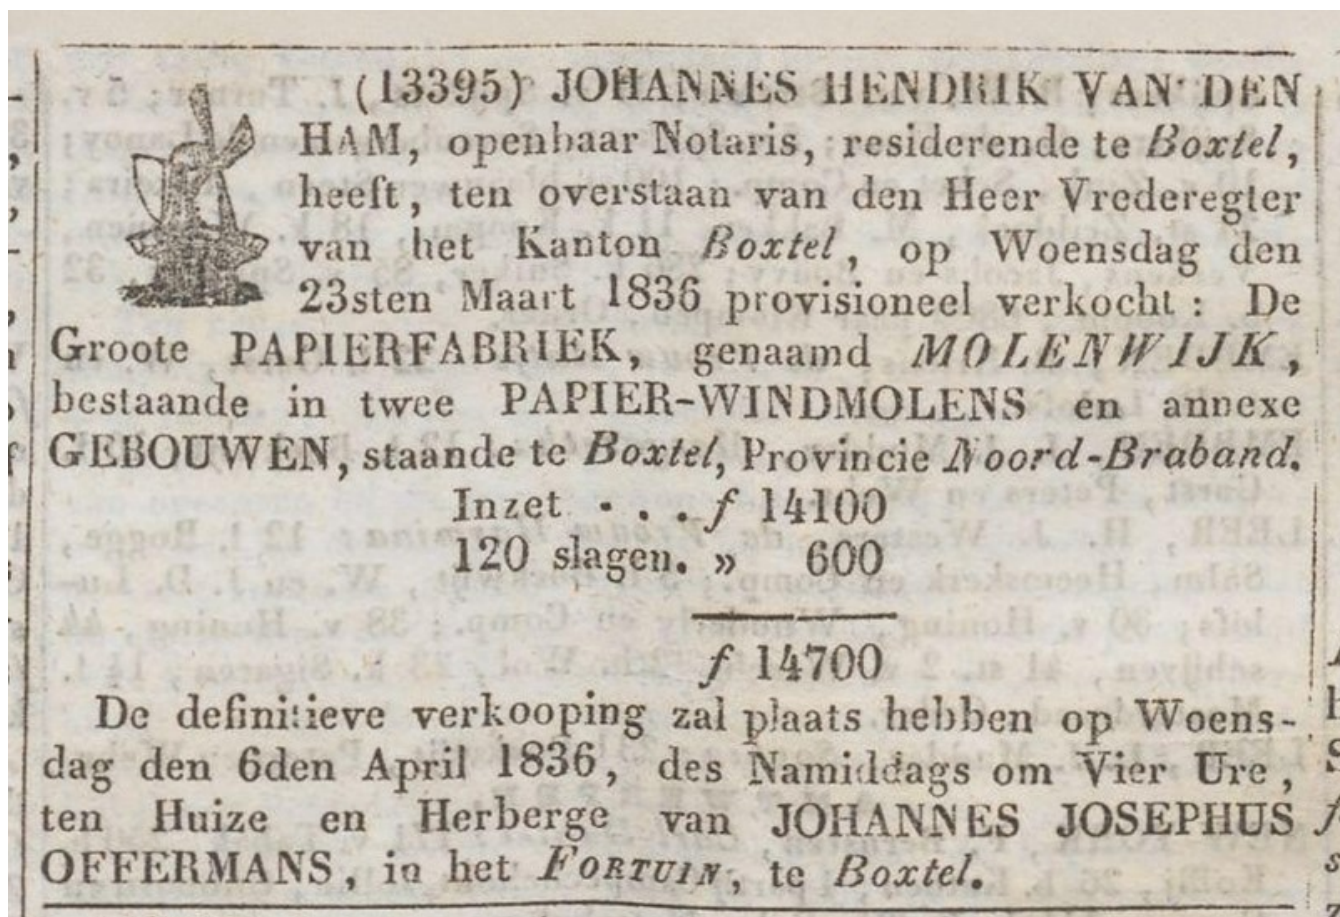 (13395) JOHANNES HENDRIK VAN DEN
HAM, openbaar Notaris, residerende te Boxtel,
heeft, ten overstaan van den Heer Vrederegter
van het Kanton Boxtel, op Woensdag den
23sten Maart 1836 provisioneel verkocht: De
Groote PAPIERFABRIEK, genaamd MOLENWIJK,
bestaande in twee PAPIER-WINDMOLENS en annexe
GEBOUWEN, staande te Boxtel, Provincie Noord-Braband.
Inzet . . . f 14100
120 slagen. » 600
f 14700
De definitieve verkooping zal plaats hebben op Woens-
dag den 6den April 1836, des Namiddags om Vier Ure,
ten Huize en Herberge van JOHANNES JOSEPHUS
OFFERMANS, in het FORTUIN, te Boxtel.